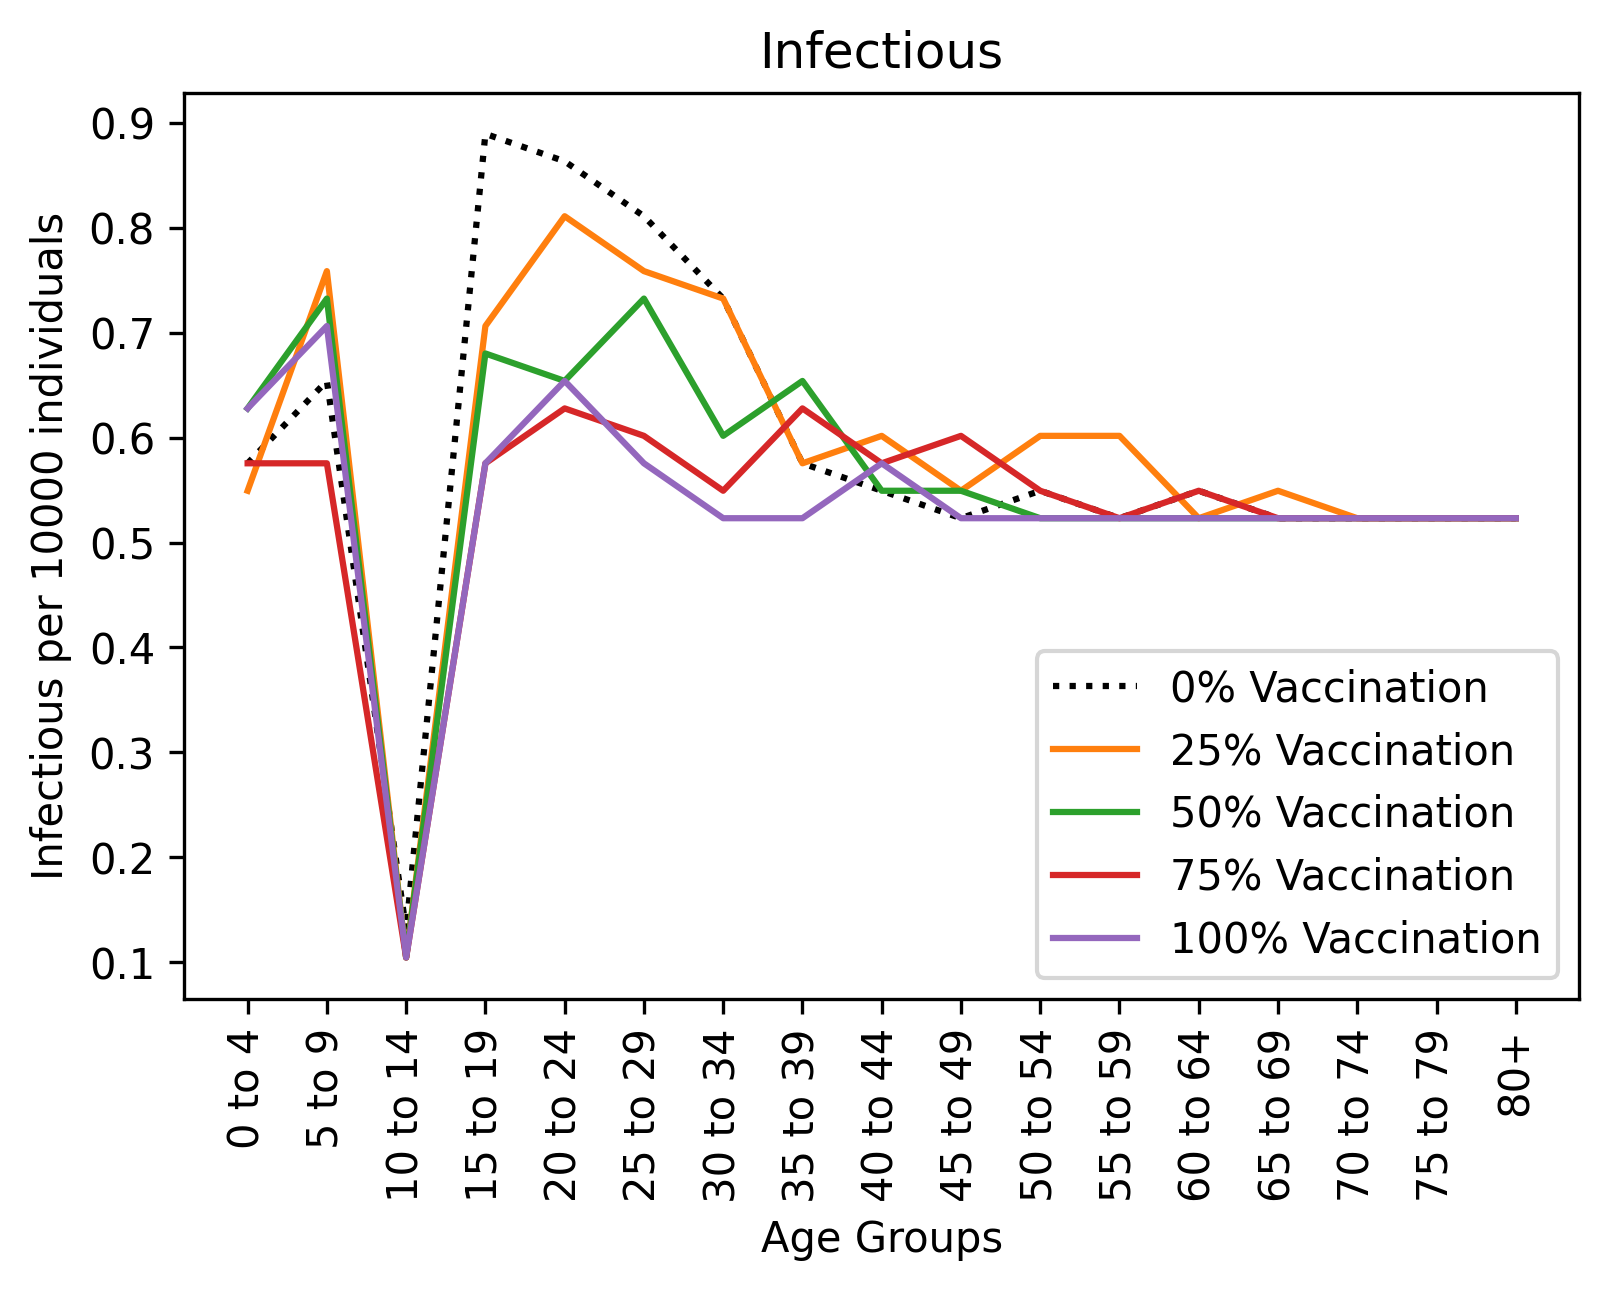 Infectious
Infectious per 100000 individuals
0.9
0.8
0.7
0.6
0.5
0.4
0.3
0.2
0.1
0% Vaccination
25% Vaccination
50% Vaccination
75% Vaccination
100% Vaccination
0 to 4
5 to 9
10 to 14
15 to 19
20 to 24
25 to 29
30 to 34
35 to 39
40 to 44
45 to 49
50 to 54
55 to 59
60 to 64
65 to 69
70 to 74
75 to 79
80+
Age Groups